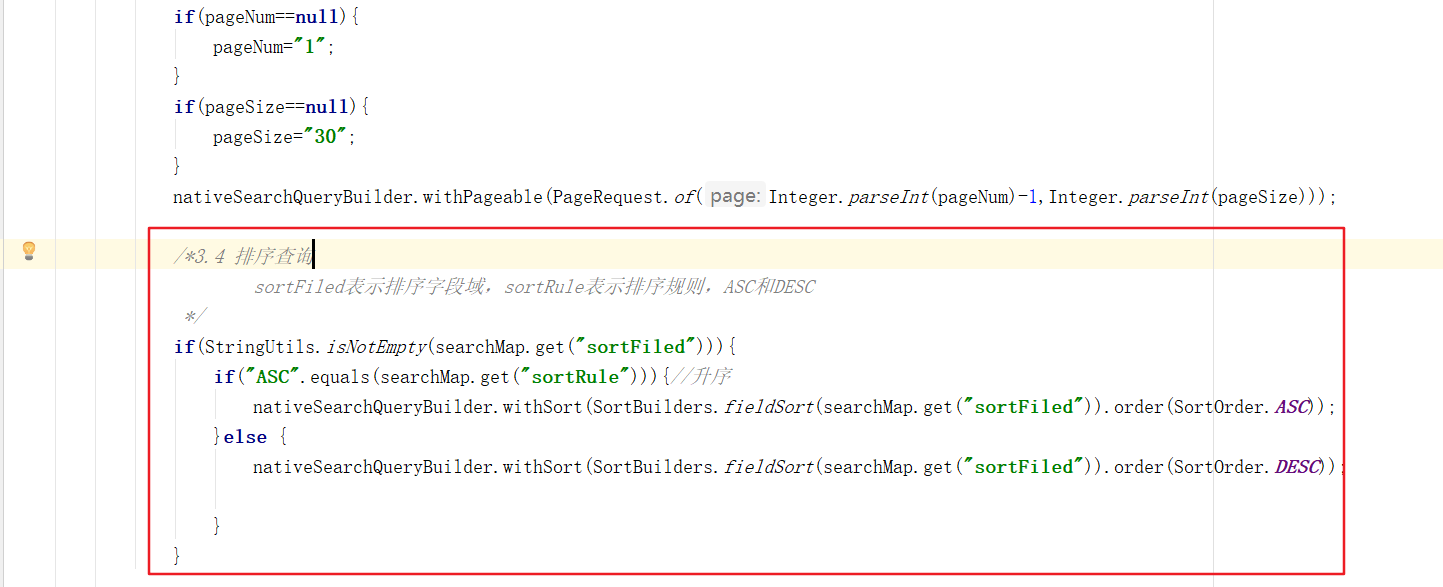 if(pageNum==null){
pageNum="1";
}
if(pageSize==null){
pageSize="30";
}
nativeSearchQueryBuilder.withPageable(PageRequest.of( page: Integer.parseInt(pageNum)-1,Integer.parseInt(pageSize)));
/*3.4 排序查询
sortFiled表示排序字段域，sortRule表示排序规则，ASC和DESC
*/
if(StringUtils.isNotEmpty(searchMap.get("sortFiled"))){
if("ASC".equals(searchMap.get("sortRule"))){//升序
nativeSearchQueryBuilder.withSort(SortBuilders.fieldSort(searchMap.get("sortFiled")).order(SortOrder.ASC));
}else {
nativeSearchQueryBuilder.withSort(SortBuilders.fieldSort(searchMap.get("sortFiled")).order(SortOrder.DESC));
}
}